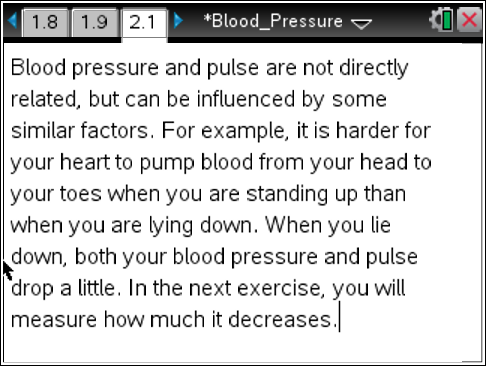 1.8 1.9 2.1 *Blood_Pressure
Blood pressure and pulse are not directly
related, but can be influenced by some
similar factors. For example, it is harder for
your heart to pump blood from your head to
your toes when you are standing up than
when you are lying down. When you lie
down, both your blood pressure and pulse
drop a little. In the next exercise, you will
measure how much it decreases.